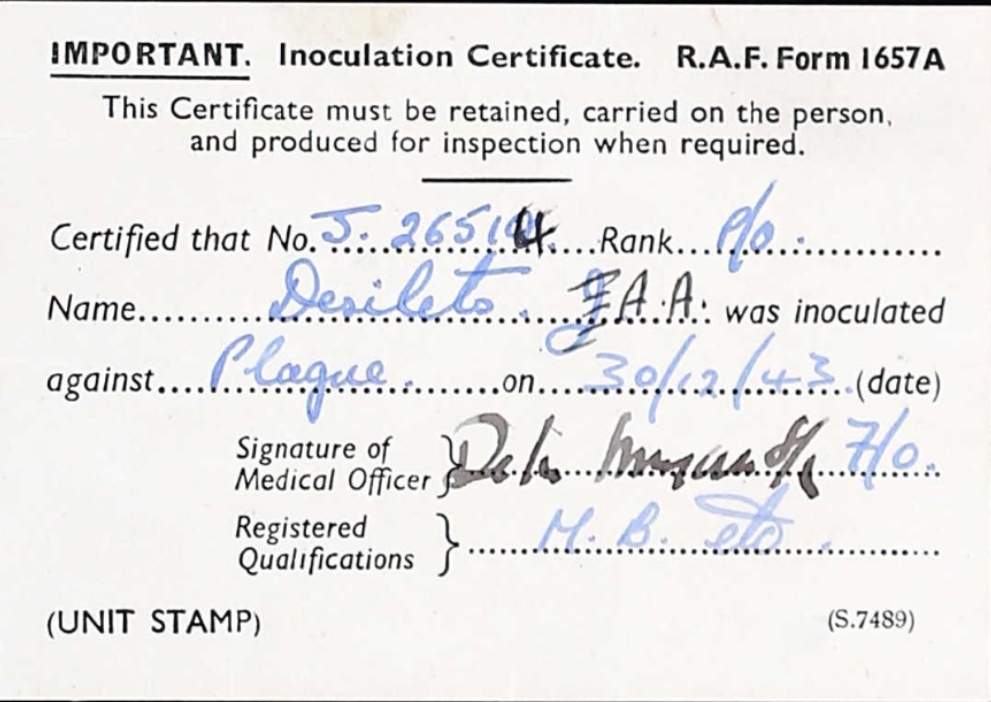 IMPORTANT. Inoculation Certificate. R.A.F. Form 1657A
This Certificate must be retained, carried on the person,
and produced for inspection when required.
Certified that No. J. 26514 Rank P/O.
Name Desilets. J. A. A. was inoculated
against Plague. on 30/12/43. (date)
Signature of
Medical Officer } F/O.
Registered
Qualifications } M. B. etc.
(UNIT STAMP) (S.7489)